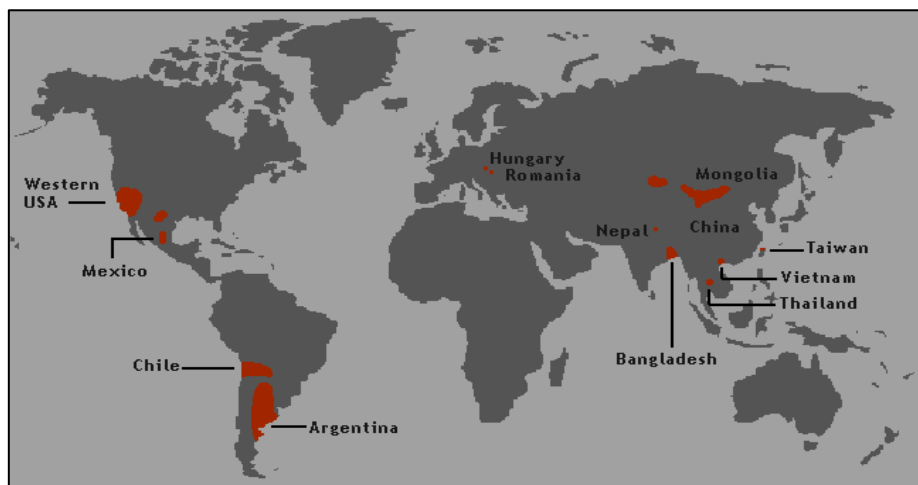 Hungary
Romania
Mongolia
Western
USA
Nepal
China
Taiwan
Mexico
Vietnam
Thailand
Bangladesh
Chile
Argentina